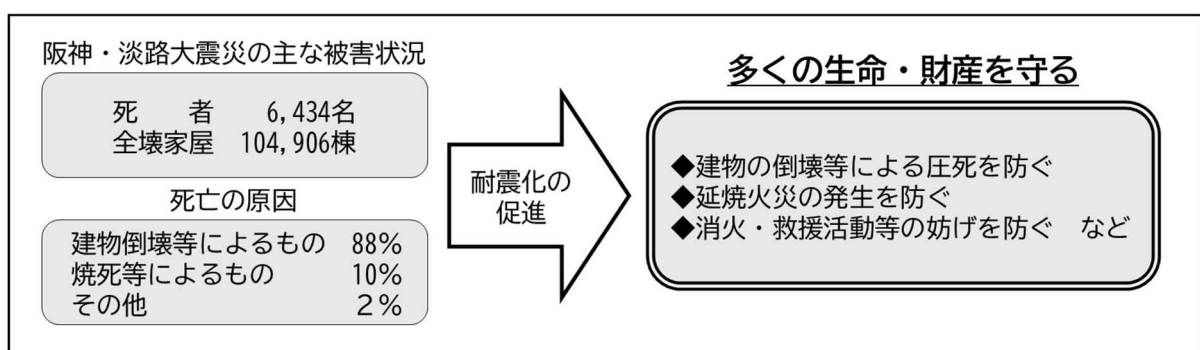 阪神・淡路大震災の主な被害状況
死　　者　　6,434名
全壊家屋　104,906棟
死亡の原因
建物倒壊等によるもの　88%
焼死等によるもの　　　10%
その他　　　　　　　　２%
耐震化の
促進
多くの生命・財産を守る
◆建物の倒壊等による圧死を防ぐ
◆延焼火災の発生を防ぐ
◆消火・救援活動等の妨げを防ぐ　など